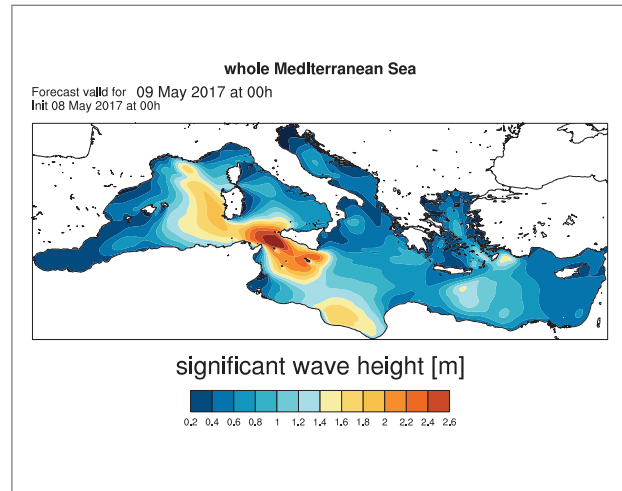 whole Mediterranean Sea
Forecast valid for 09 May 2017 at 00h
Init 08 May 2017 at 00h
significant wave height [m]
0.2 0.4 0.6 0.8 1 1.2 1.4 1.6 1.8 2 2.2 2.4 2.6